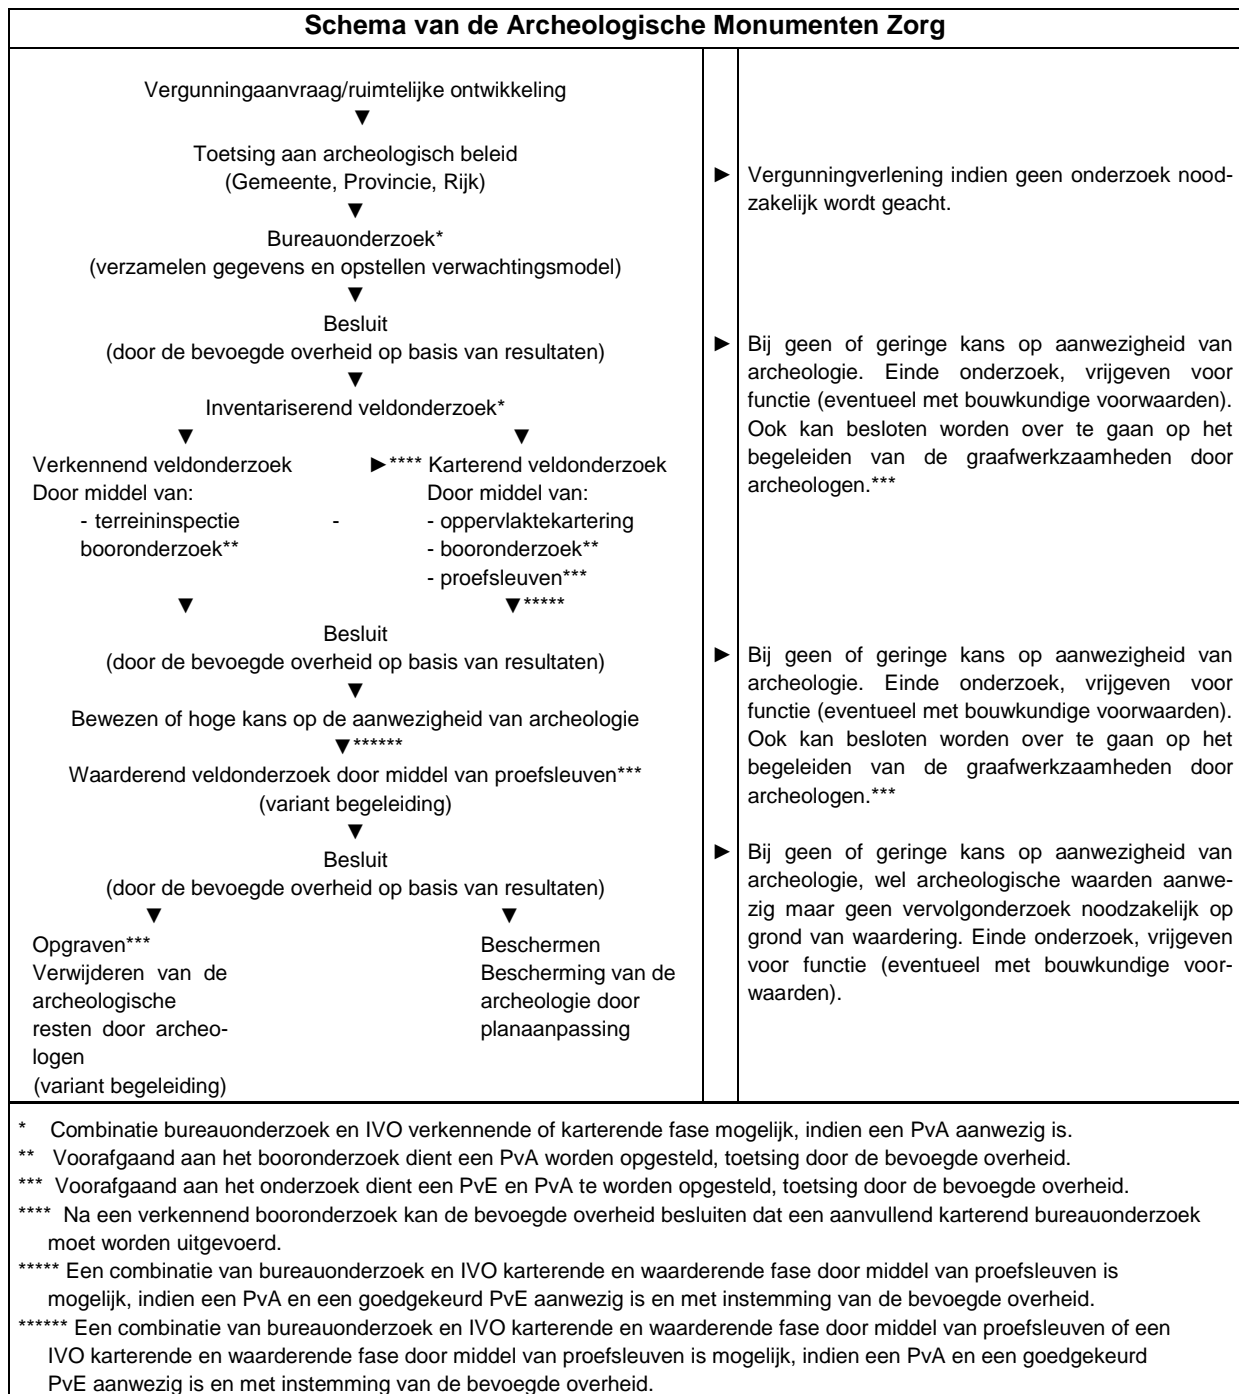 Schema van de Archeologische Monumenten Zorg
Vergunningaanvraag/ruimtelijke ontwikkeling
▼
Toetsing aan archeologisch beleid
(Gemeente, Provincie, Rijk)
▼
Bureauonderzoek*
(verzamelen gegevens en opstellen verwachtingsmodel)
▼
Besluit
(door de bevoegde overheid op basis van resultaten)
▼
Inventariserend veldonderzoek*
▼ ▼
Verkennend veldonderzoek ►**** Karterend veldonderzoek
Door middel van: Door middel van:
- terreininspectie - - oppervlaktekartering
booronderzoek** - booronderzoek**
- proefsleuven***
▼ ▼*****
Besluit
(door de bevoegde overheid op basis van resultaten)
▼
Bewezen of hoge kans op de aanwezigheid van archeologie
▼******
Waarderend veldonderzoek door middel van proefsleuven***
(variant begeleiding)
▼
Besluit
(door de bevoegde overheid op basis van resultaten)
▼ ▼
Opgraven***
Verwijderen van de
archeologische
resten door archeo-
logen
(variant begeleiding)
Beschermen
Bescherming van de
archeologie door
planaanpassing
► Vergunningverlening indien geen onderzoek nood-
zakelijk wordt geacht.
► Bij geen of geringe kans op aanwezigheid van
archeologie. Einde onderzoek, vrijgeven voor
functie (eventueel met bouwkundige voorwaarden).
Ook kan besloten worden over te gaan op het
begeleiden van de graafwerkzaamheden door
archeologen.***
► Bij geen of geringe kans op aanwezigheid van
archeologie. Einde onderzoek, vrijgeven voor
functie (eventueel met bouwkundige voorwaarden).
Ook kan besloten worden over te gaan op het
begeleiden van de graafwerkzaamheden door
archeologen.***
► Bij geen of geringe kans op aanwezigheid van
archeologie, wel archeologische waarden aanwe-
zig maar geen vervolgonderzoek noodzakelijk op
grond van waardering. Einde onderzoek, vrijgeven
voor functie (eventueel met bouwkundige voor-
waarden).
* Combinatie bureauonderzoek en IVO verkennende of karterende fase mogelijk, indien een PvA aanwezig is.
** Voorafgaand aan het booronderzoek dient een PvA worden opgesteld, toetsing door de bevoegde overheid.
*** Voorafgaand aan het onderzoek dient een PvE en PvA te worden opgesteld, toetsing door de bevoegde overheid.
**** Na een verkennend booronderzoek kan de bevoegde overheid besluiten dat een aanvullend karterend bureauonderzoek
moet worden uitgevoerd.
***** Een combinatie van bureauonderzoek en IVO karterende en waarderende fase door middel van proefsleuven is
mogelijk, indien een PvA en een goedgekeurd PvE aanwezig is en met instemming van de bevoegde overheid.
****** Een combinatie van bureauonderzoek en IVO karterende en waarderende fase door middel van proefsleuven of een
IVO karterende en waarderende fase door middel van proefsleuven is mogelijk, indien een PvA en een goedgekeurd
PvE aanwezig is en met instemming van de bevoegde overheid.